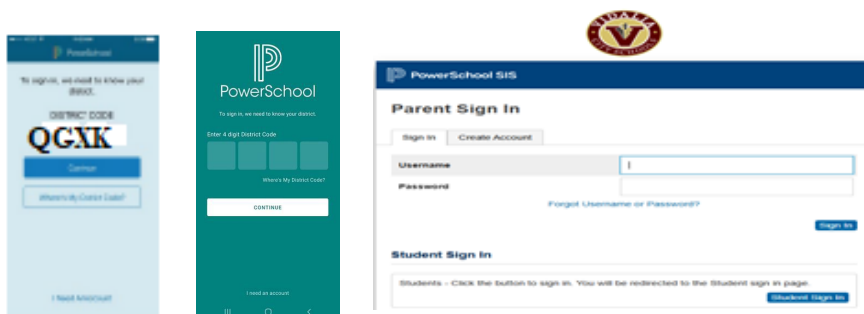 PowerSchool
To sign in, we need to know your
district.
DISTRICT CODE
QGXK
Continue
Where's My District Code?
I Need An Account
PowerSchool
To sign in, we need to know your district.
Enter 4 digit District Code
Where's My District Code?
CONTINUE
I need an account
VIDALIA
CITY SCHOOLS
PowerSchool SIS
Parent Sign In
Sign In
Create Account
Username
Password
Forgot Username or Password?
Sign In
Student Sign In
Students - Click the button to sign in. You will be redirected to the Student sign in page.
Student Sign In